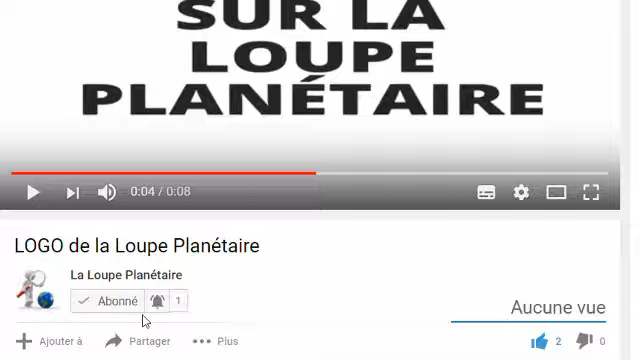 SUR LA
LOUPE
PLANÉTAIRE
0:04 / 0:08
LOGO de la Loupe Planétaire
La Loupe Planétaire
Abonné 1
Aucune vue
Ajouter à Partager Plus 2 0